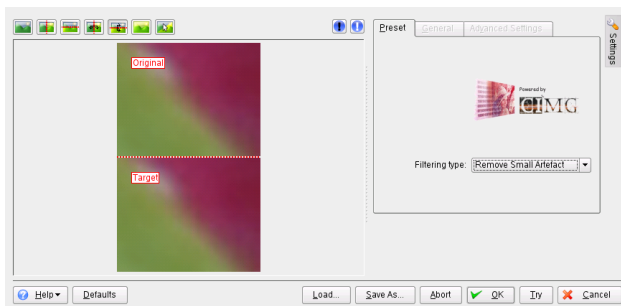 Preset General Advanced Settings...
Settings
Original
Powered by
CIMG
Filtering type: Remove Small Artefact
Target
Help Defaults Load... Save As... Abort OK Try Cancel